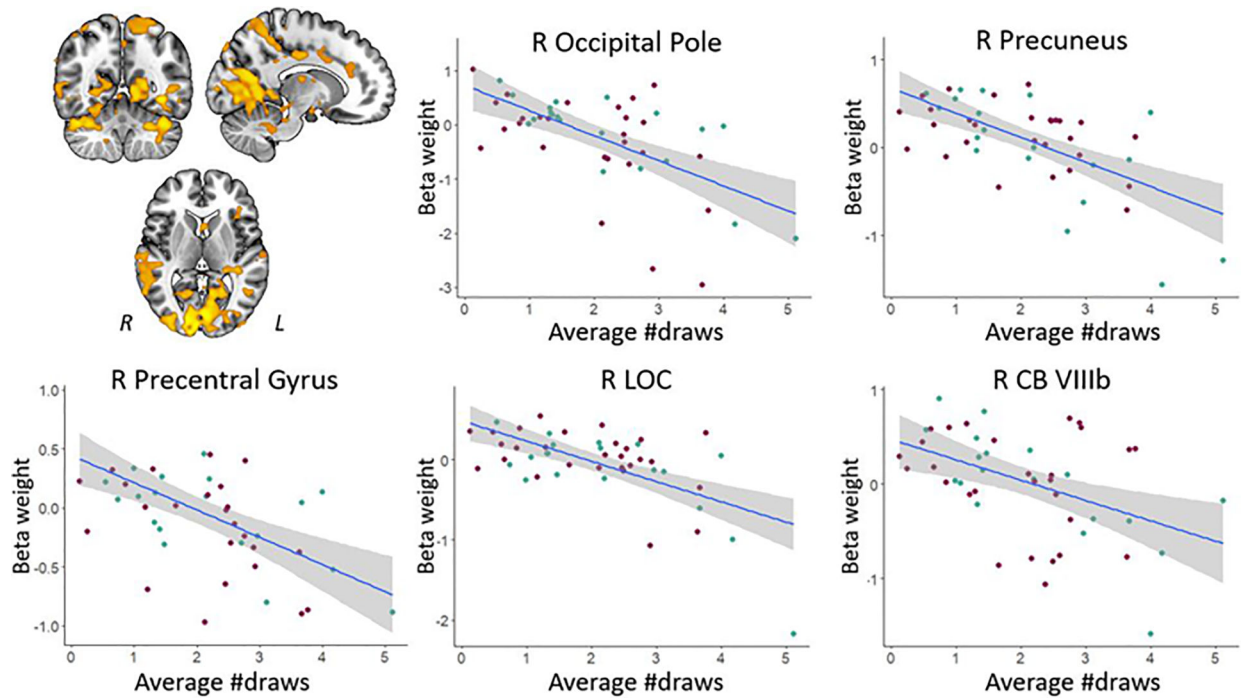 R
L
R Occipital Pole
Beta weight
1
0
-1
-2
-3
0 1 2 3 4 5
Average #draws
R Precuneus
Beta weight
1
0
-1
0 1 2 3 4 5
Average #draws
R Precentral Gyrus
Beta weight
1.0
0.5
0.0
-0.5
-1.0
0 1 2 3 4 5
Average #draws
R LOC
Beta weight
0
-1
-2
0 1 2 3 4 5
Average #draws
R CB VIIIb
Beta weight
1
0
-1
0 1 2 3 4 5
Average #draws